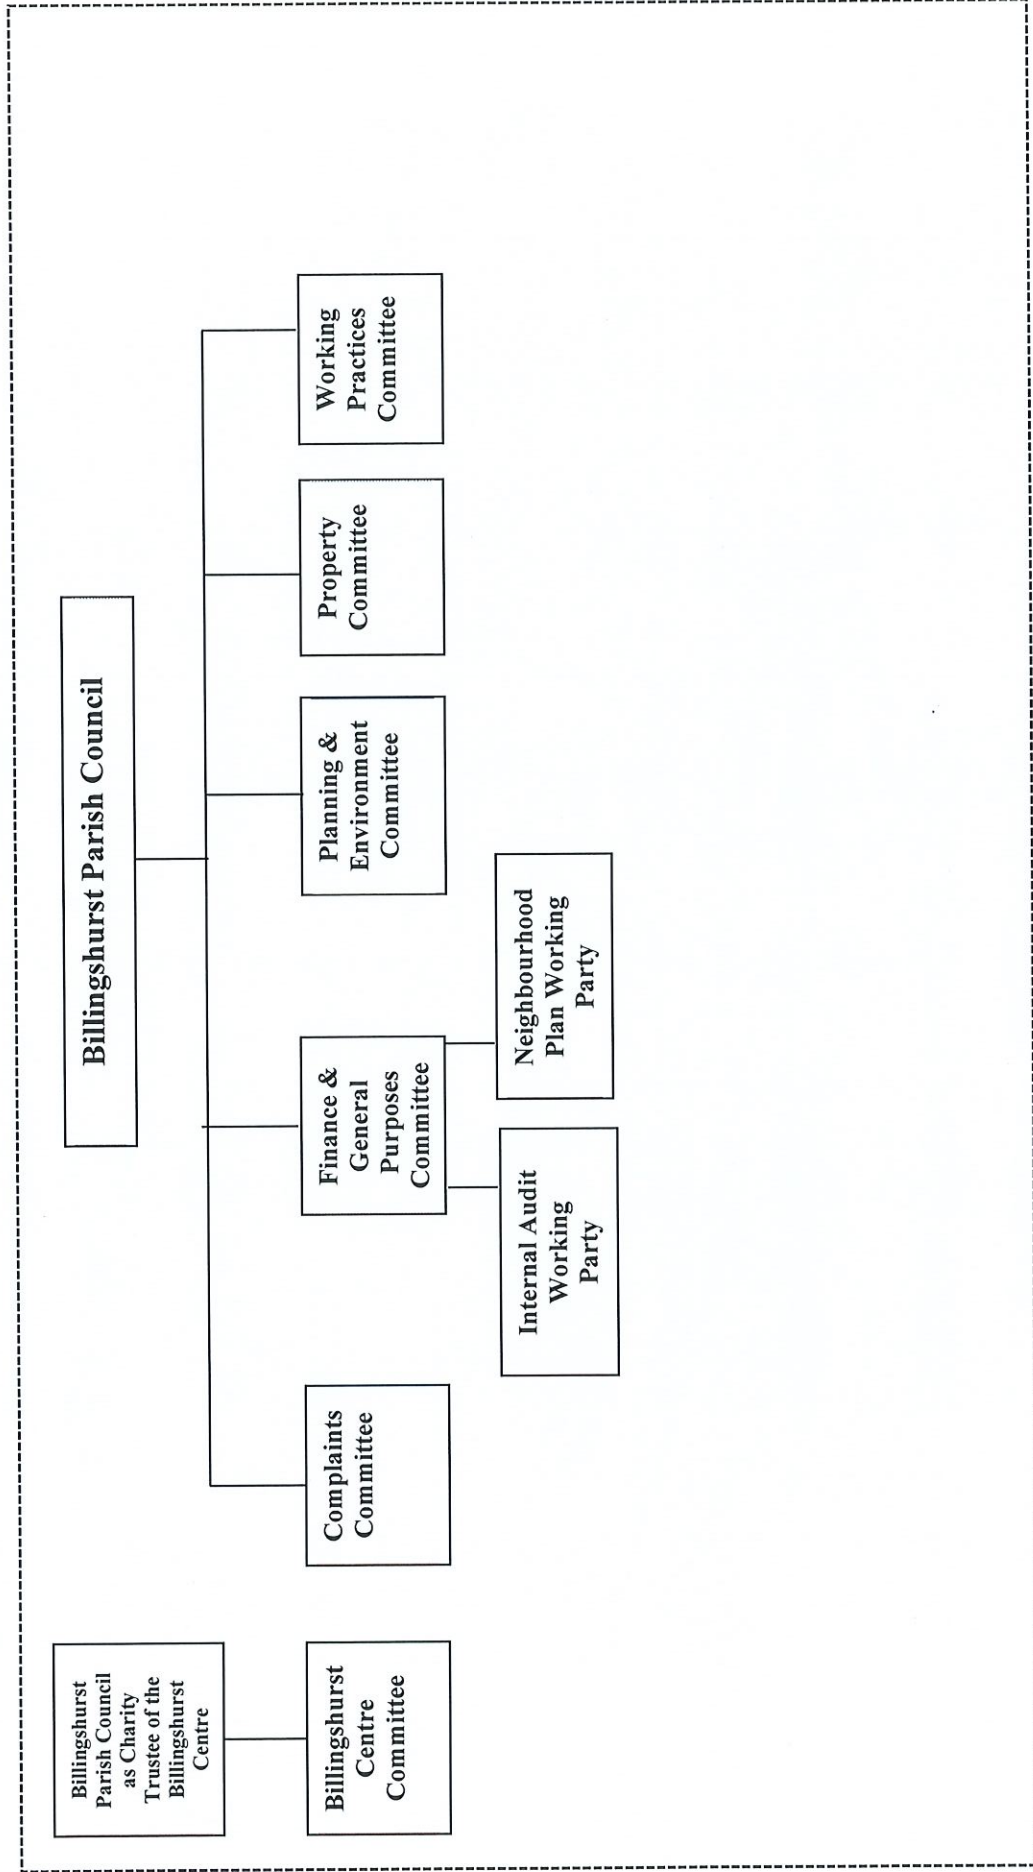 Billingshurst
Parish Council
as Charity
Trustee of the
Billingshurst
Centre
Billingshurst
Centre
Committee
Billingshurst Parish Council
Complaints
Committee
Finance &
General
Purposes
Committee
Planning &
Environment
Committee
Property
Committee
Working
Practices
Committee
Internal Audit
Working
Party
Neighbourhood
Plan Working
Party